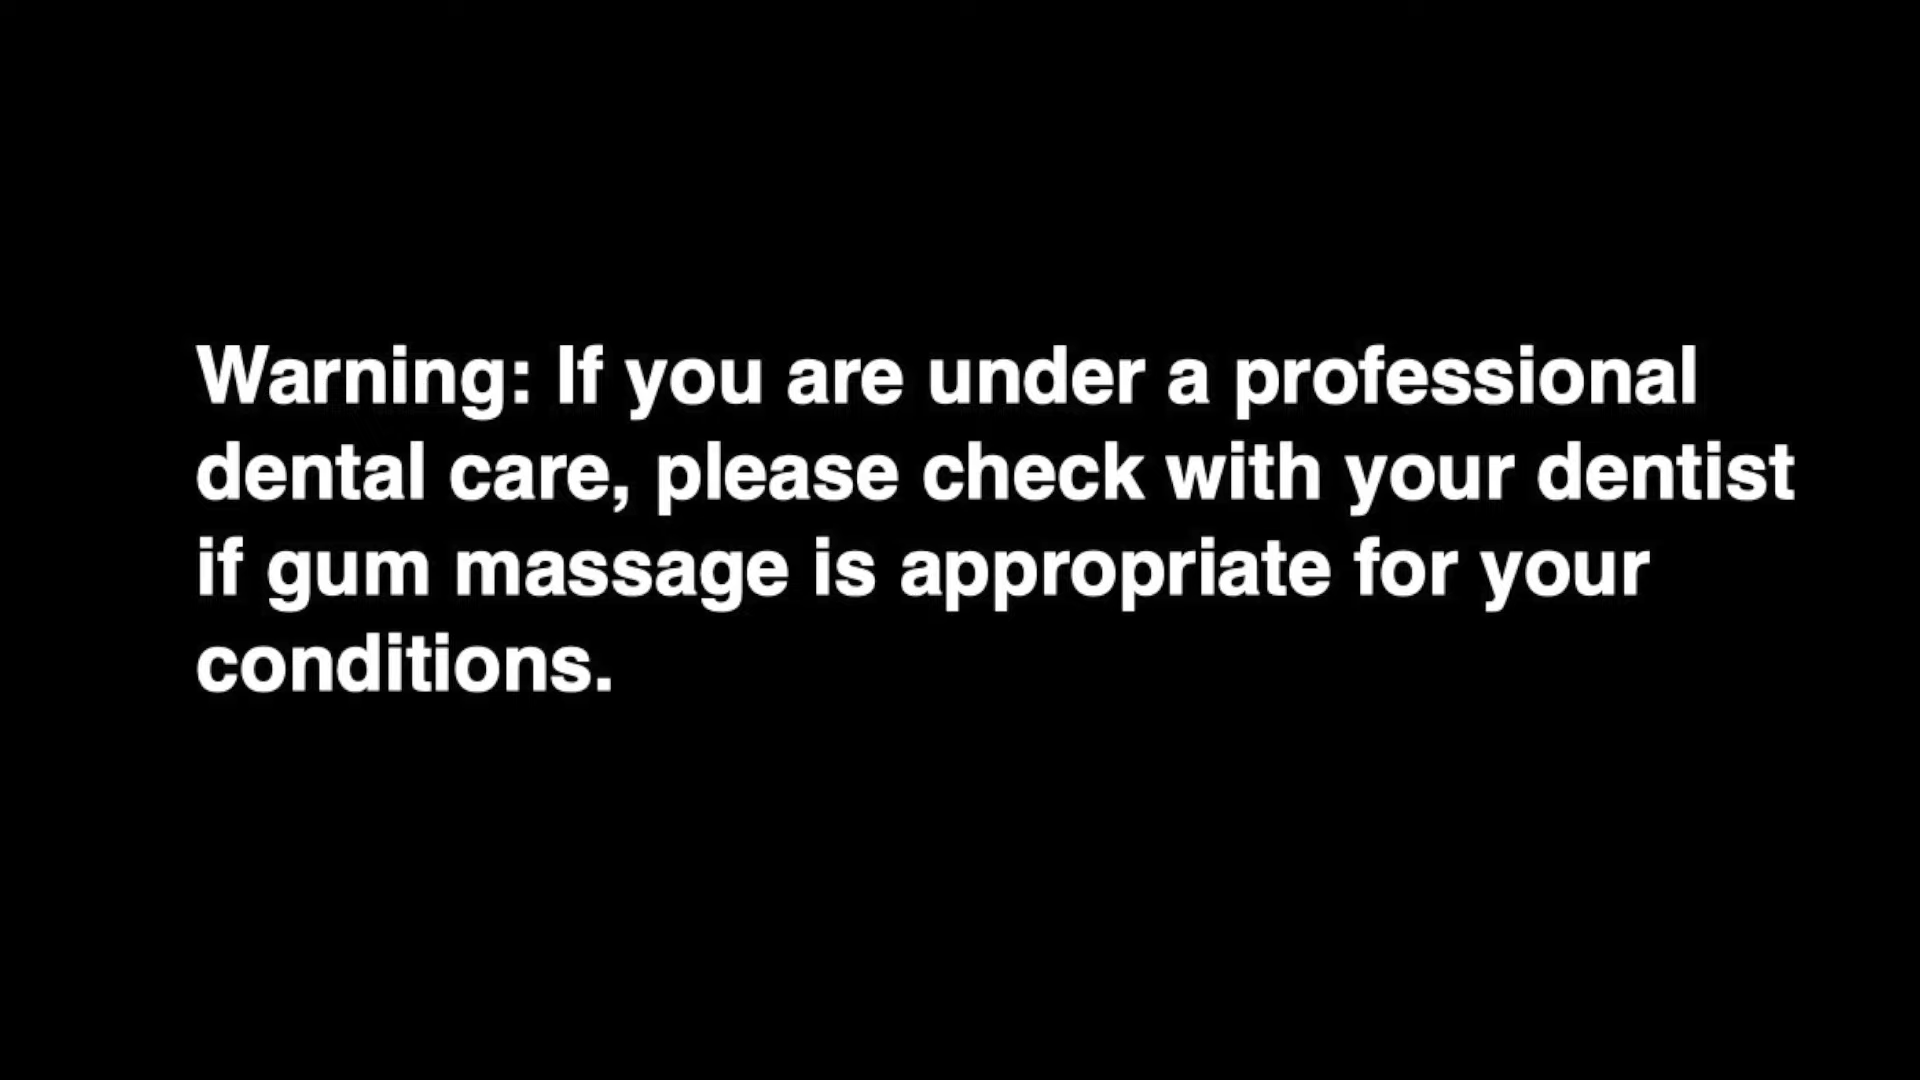 Warning: If you are under a professional
dental care, please check with your dentist
if gum massage is appropriate for your
conditions.